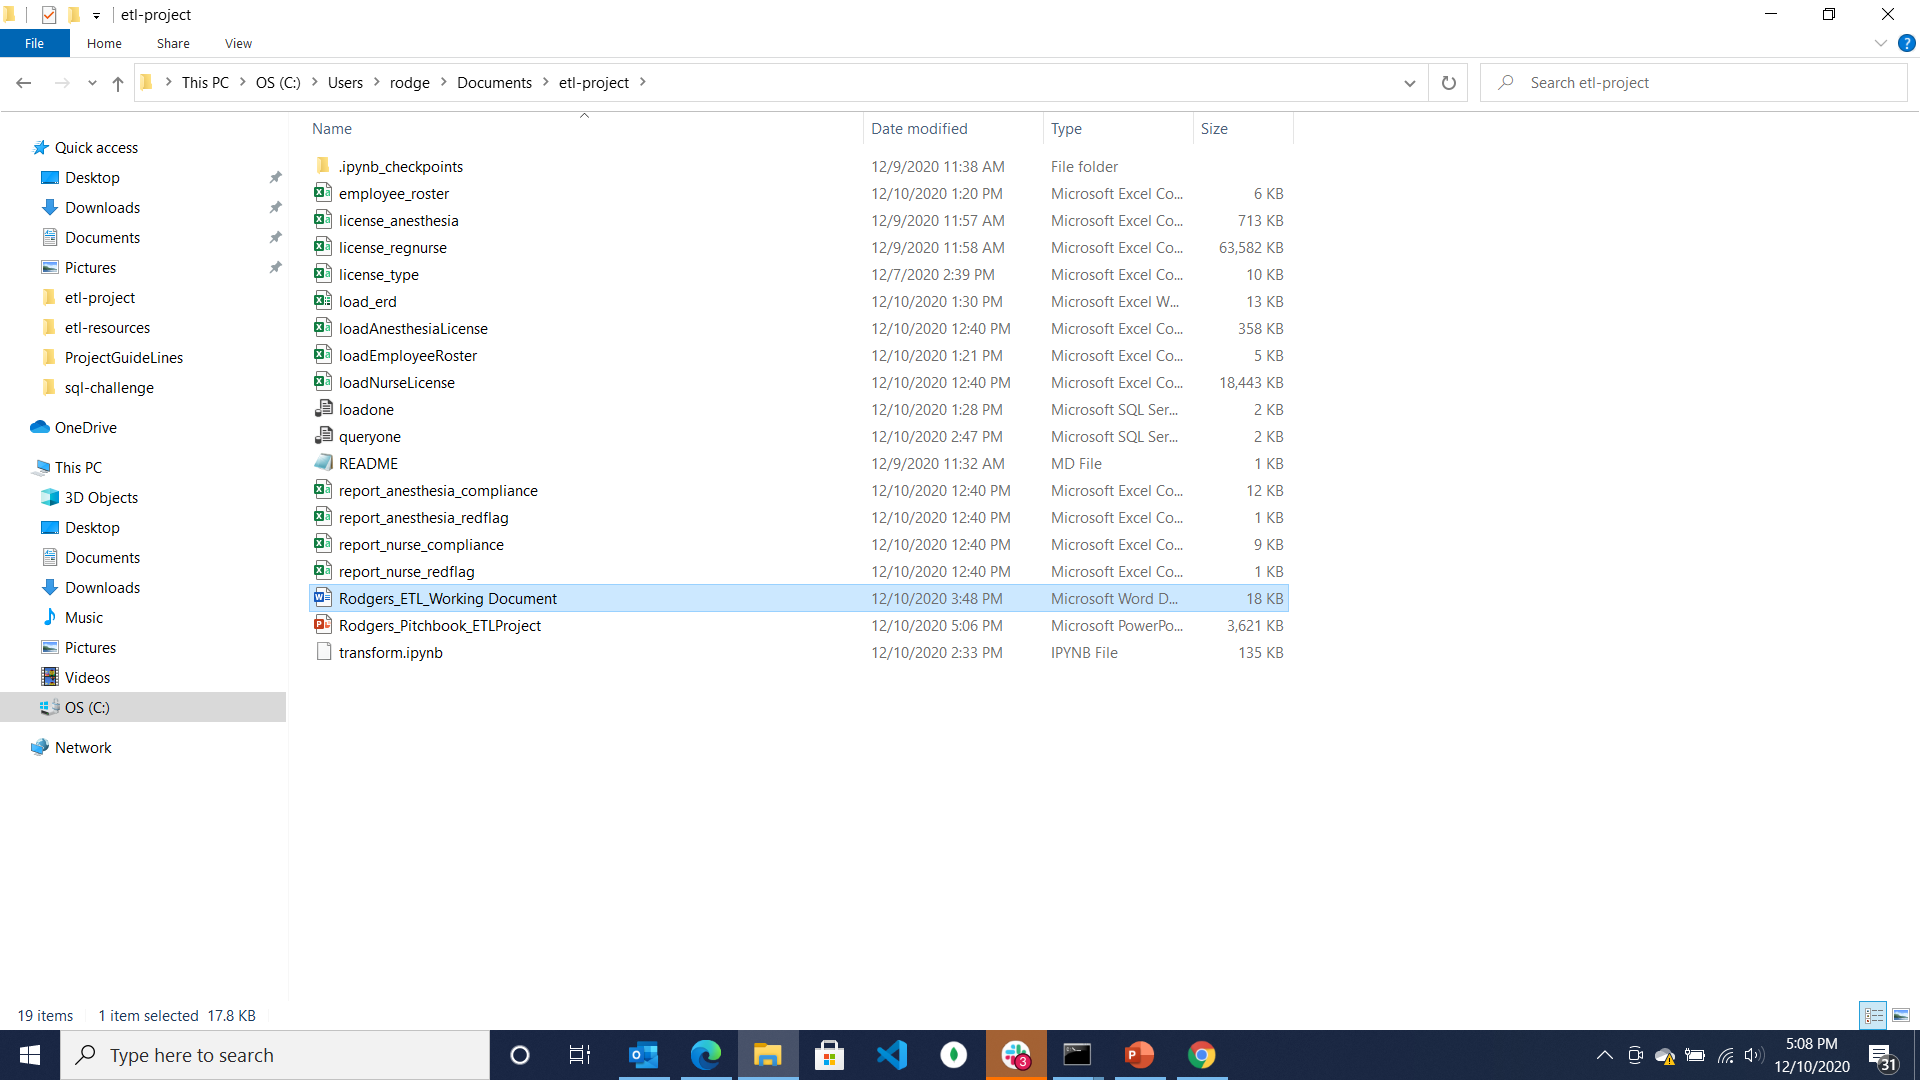 etl-project
File Home Share View
This PC OS (C:) Users rodge Documents etl-project
Search etl-project
Name Date modified Type Size
Quick access
Desktop
Downloads
Documents
Pictures
etl-project
etl-resources
ProjectGuideLines
sql-challenge
OneDrive
This PC
3D Objects
Desktop
Documents
Downloads
Music
Pictures
Videos
OS (C:)
Network
.ipynb_checkpoints 12/9/2020 11:38 AM File folder
employee_roster 12/10/2020 1:20 PM Microsoft Excel Co... 6 KB
license_anesthesia 12/9/2020 11:57 AM Microsoft Excel Co... 713 KB
license_regnurse 12/9/2020 11:58 AM Microsoft Excel Co... 63,582 KB
license_type 12/7/2020 2:39 PM Microsoft Excel Co... 10 KB
load_erd 12/10/2020 1:30 PM Microsoft Excel W... 13 KB
loadAnesthesiaLicense 12/10/2020 12:40 PM Microsoft Excel Co... 358 KB
loadEmployeeRoster 12/10/2020 1:21 PM Microsoft Excel Co... 5 KB
loadNurseLicense 12/10/2020 12:40 PM Microsoft Excel Co... 18,443 KB
loadone 12/10/2020 1:28 PM Microsoft SQL Ser... 2 KB
queryone 12/10/2020 2:47 PM Microsoft SQL Ser... 2 KB
README 12/9/2020 11:32 AM MD File 1 KB
report_anesthesia_compliance 12/10/2020 12:40 PM Microsoft Excel Co... 12 KB
report_anesthesia_redflag 12/10/2020 12:40 PM Microsoft Excel Co... 1 KB
report_nurse_compliance 12/10/2020 12:40 PM Microsoft Excel Co... 9 KB
report_nurse_redflag 12/10/2020 12:40 PM Microsoft Excel Co... 1 KB
Rodgers_ETL_Working Document 12/10/2020 3:48 PM Microsoft Word D... 18 KB
Rodgers_Pitchbook_ETLProject 12/10/2020 5:06 PM Microsoft PowerPo... 3,621 KB
transform.ipynb 12/10/2020 2:33 PM IPYNB File 135 KB
19 items 1 item selected 17.8 KB
Type here to search
3
5:08 PM
12/10/2020
31